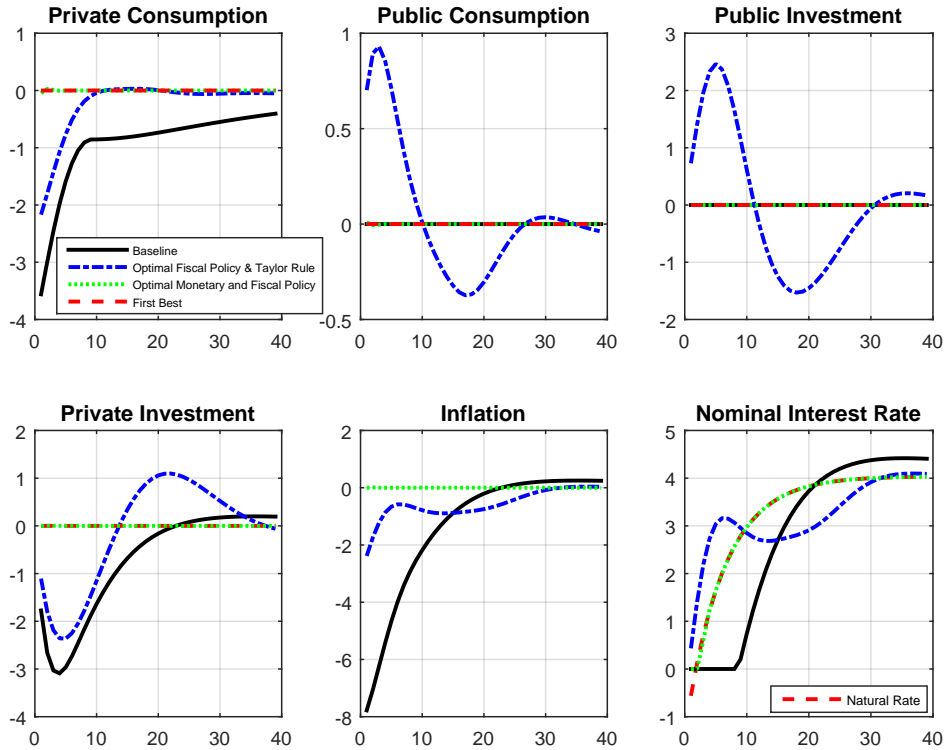 Private Consumption
1
0
-1
-2
-3
-4
0 10 20 30 40
Baseline
Optimal Fiscal Policy & Taylor Rule
Optimal Monetary and Fiscal Policy
First Best
Public Consumption
1
0.5
0
-0.5
0 10 20 30 40
Public Investment
3
2
1
0
-1
-2
0 10 20 30 40
Private Investment
2
1
0
-1
-2
-3
-4
0 10 20 30 40
Inflation
2
0
-2
-4
-6
-8
0 10 20 30 40
Nominal Interest Rate
5
4
3
2
1
0
-1
0 10 20 30 40
Natural Rate